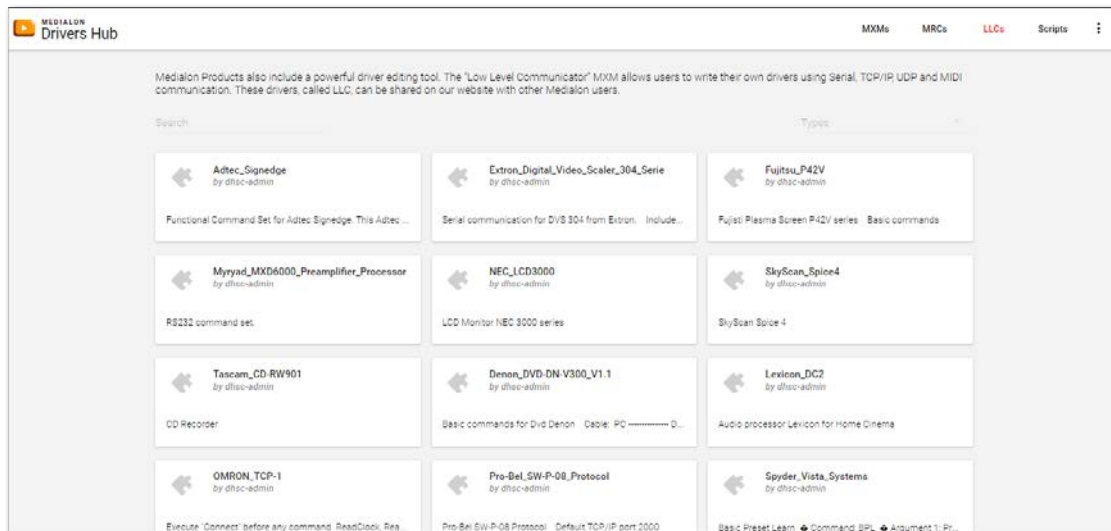 MEDIALON
Drivers Hub
MXMs
MRCs
LLCs
Scripts
Medialon Products also include a powerful driver editing tool. The "Low Level Communicator" MXM allows users to write their own drivers using Serial, TCP/IP, UDP and MIDI
communication. These drivers, called LLC, can be shared on our website with other Medialon users.
Search
Types
Adtec_Signedge
by dhsc-admin
Functional Command Set for Adtec Signedge. This Adtec ...
Extron_Digital_Video_Scaler_304_Serie
by dhsc-admin
Serial communication for DVS 304 from Extron. Include...
Fujitsu_P42V
by dhsc-admin
Fujisti Plasma Screen P42V series Basic commands
Myryad_MXD6000_Preamplifier_Processor
by dhsc-admin
RS232 command set.
NEC_LCD3000
by dhsc-admin
LCD Monitor NEC 3000 series
SkyScan_Spice4
by dhsc-admin
SkyScan Spice 4
Tascam_CD-RW901
by dhsc-admin
CD Recorder
Denon_DVD-DN-V300_V1.1
by dhsc-admin
Basic commands for Dvd Denon Cable: PC -------------- D...
Lexicon_DC2
by dhsc-admin
Audio processor Lexicon for Home Cinema
OMRON_TCP-1
by dhsc-admin
Execute 'Connect' before any command ReadClock, Rea...
Pro-Bel_SW-P-08_Protocol
by dhsc-admin
Pro-Bel SW-P-08 Protocol Default TCP/IP port 2000
Spyder_Vista_Systems
by dhsc-admin
Basic Preset Learn � Command: BPL � Argument 1: Pr...